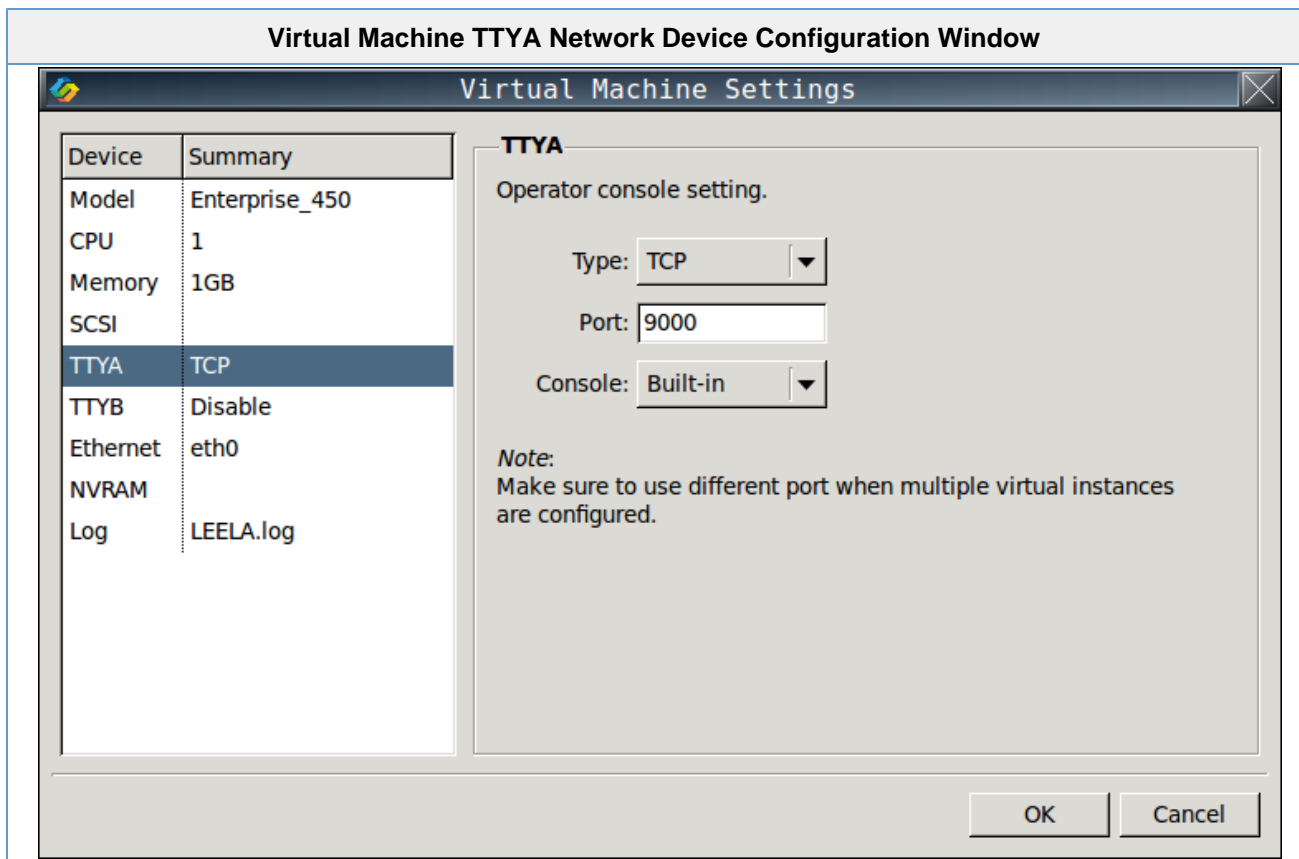 Virtual Machine TTYA Network Device Configuration Window
Virtual Machine Settings
Device Summary
Model Enterprise_450
CPU 1
Memory 1GB
SCSI
TTYA TCP
TTYB Disable
Ethernet eth0
NVRAM
Log LEELA.log
TTYA
Operator console setting.
Type: TCP
Port: 9000
Console: Built-in
Note:
Make sure to use different port when multiple virtual instances
are configured.
OK Cancel